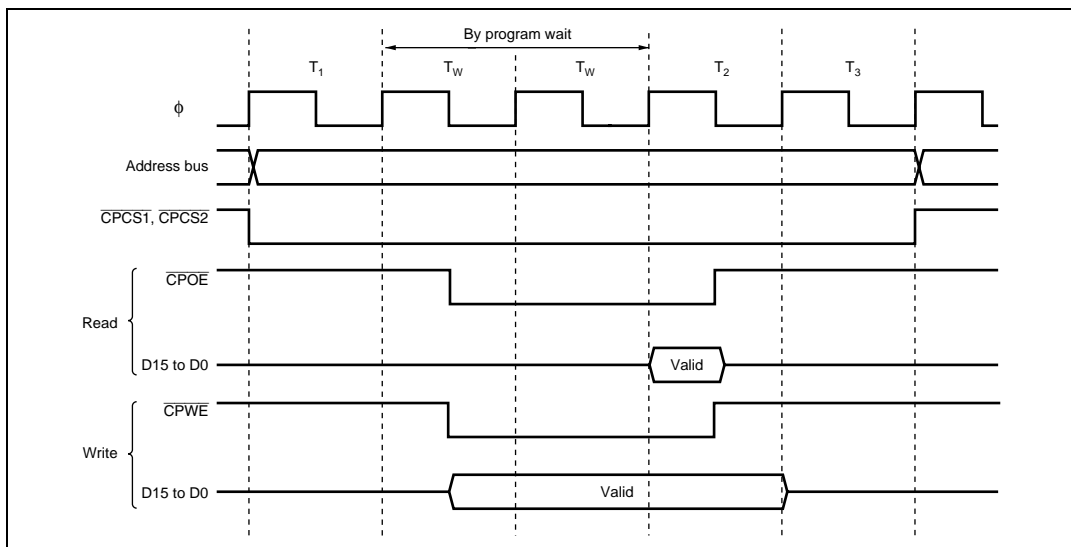 By program wait
T1 TW TW T2 T3
ϕ
Address bus
CPCS1, CPCS2
CPOE
Read
D15 to D0 Valid
CPWE
Write
D15 to D0 Valid